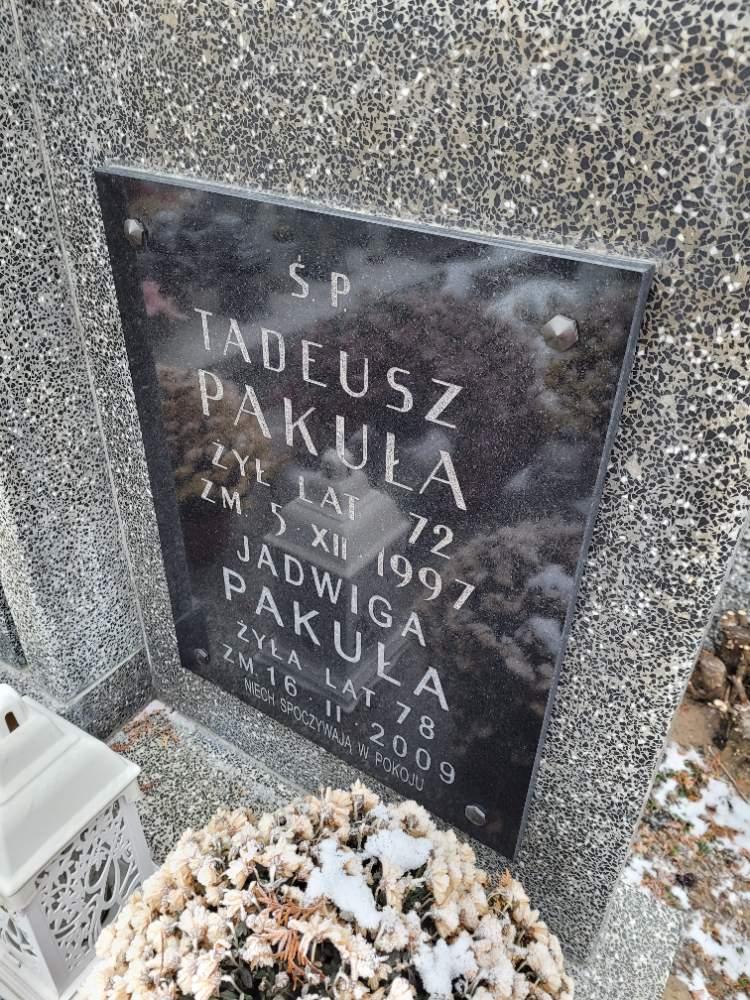 Ś. P.
TADEUSZ
PAKUŁA
ŻYŁ LAT 72
ZM. 5 · XII · 1997
JADWIGA
PAKUŁA
ŻYŁA LAT 78
ZM. 16 · II · 2009
NIECH SPOCZYWAJĄ W POKOJU